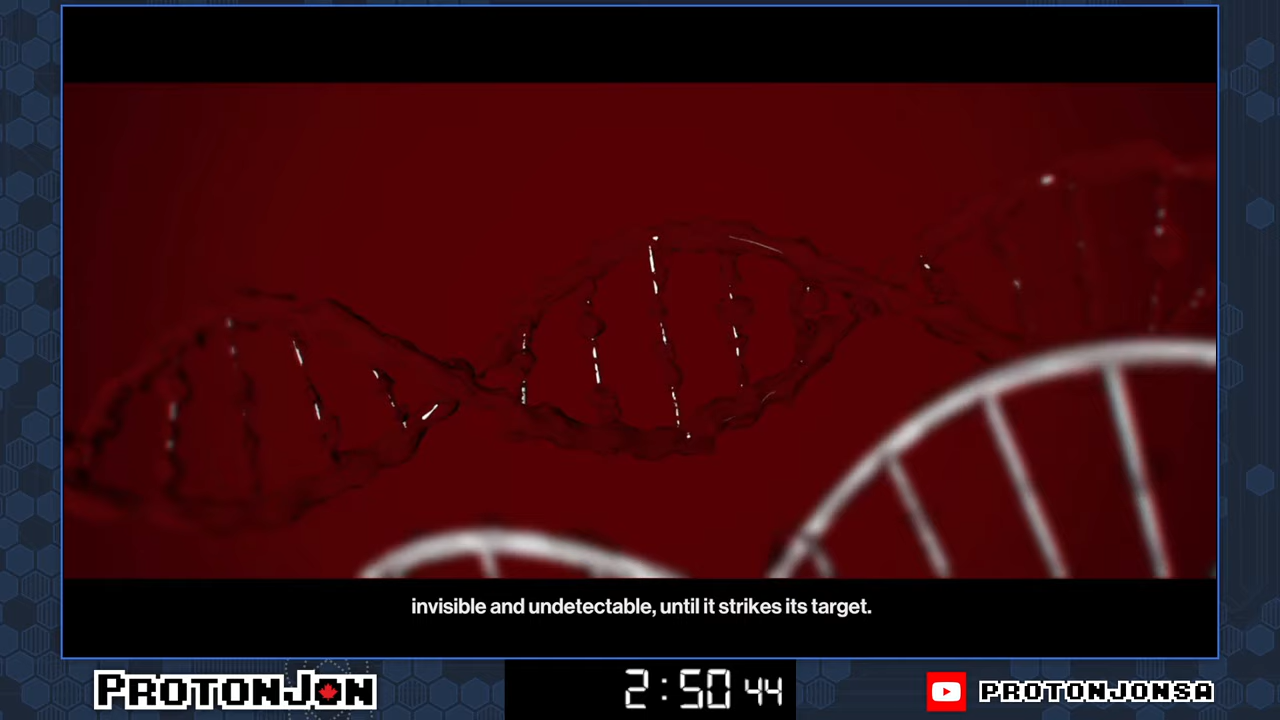 invisible and undetectable, until it strikes its target.
PROTONJON
2:50 44
PROTONJONSA